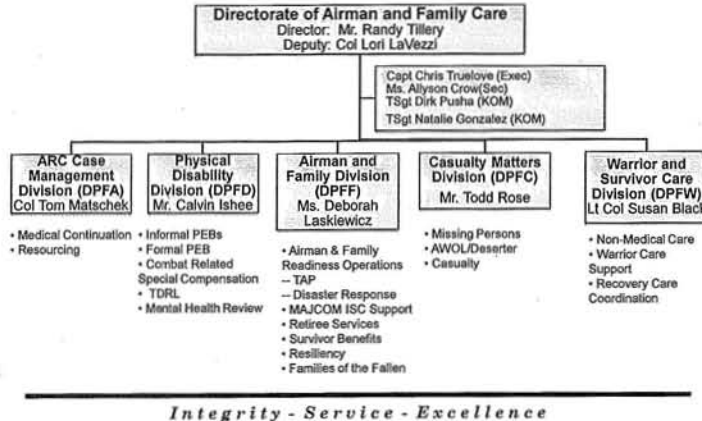 Directorate of Airman and Family Care
Director: Mr. Randy Tillery
Deputy: Col Lori LaVezzi
Capt Chris Truelove (Exec)
Ms. Allyson Crow(Sec)
TSgt Dirk Pusha (KOM)
TSgt Natalie Gonzalez (KOM)
ARC Case
Management
Division (DPFA)
Col Tom Matschek
• Medical Continuation
• Resourcing
Physical
Disability
Division (DPFD)
Mr. Calvin Ishee
• Informal PEBs
• Formal PEB
• Combat Related
Special Compensation
• TDRL
• Mental Health Review
Airman and
Family Division
(DPFF)
Ms. Deborah
Laskiewicz
• Airman & Family
Readiness Operations
-- TAP
-- Disaster Response
• MAJCOM ISC Support
• Retiree Services
• Survivor Benefits
• Resiliency
• Families of the Fallen
Casualty Matters
Division (DPFC)
Mr. Todd Rose
• Missing Persons
• AWOL/Deserter
• Casualty
Warrior and
Survivor Care
Division (DPFW)
Lt Col Susan Black
• Non-Medical Care
• Warrior Care
Support
• Recovery Care
Coordination
Integrity - Service - Excellence